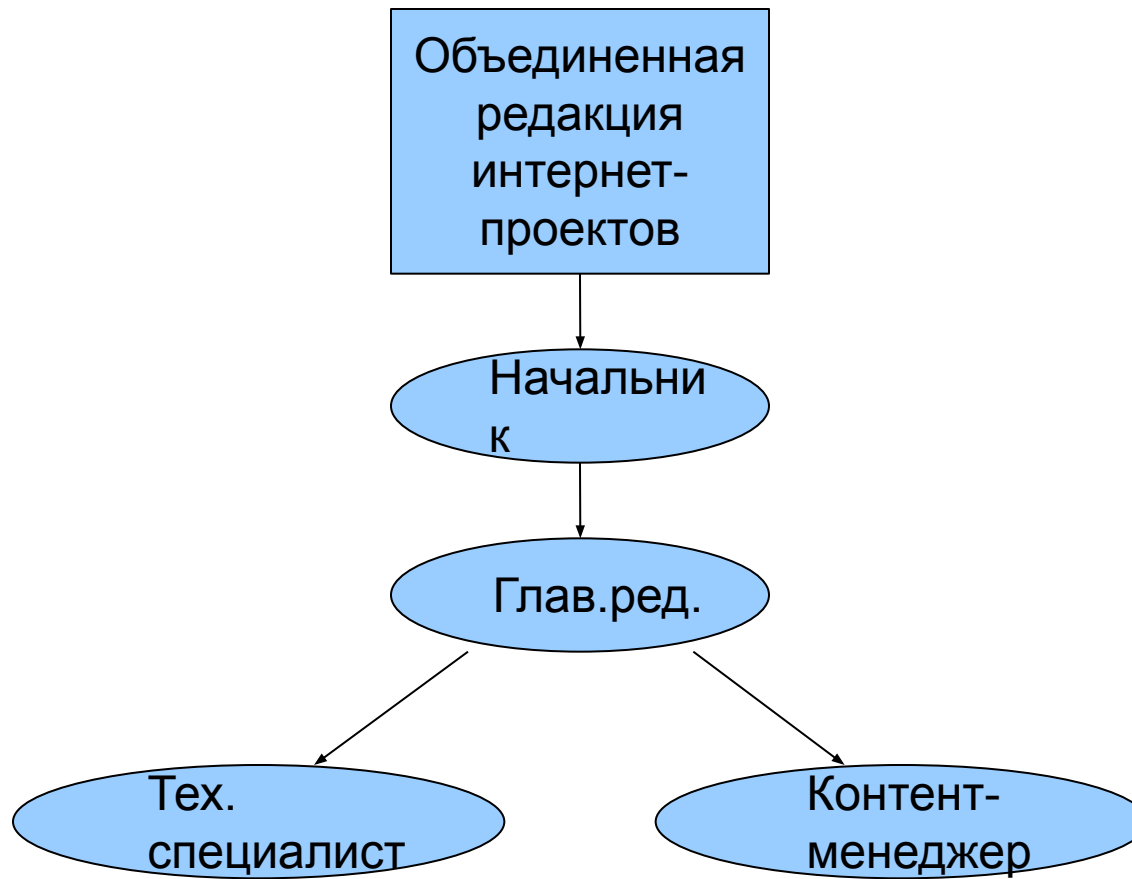 Объединенная
редакция
интернет-
проектов
Начальни
к
Глав.ред.
Тех.
специалист
Контент-
менеджер